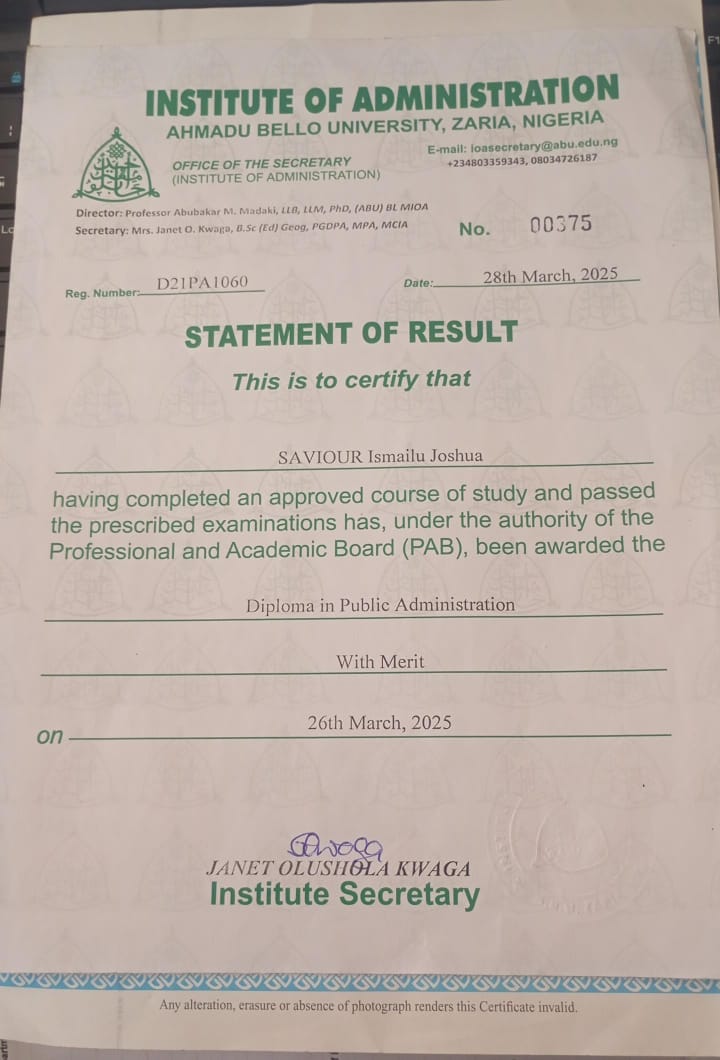 INSTITUTE OF ADMINISTRATION
AHMADU BELLO UNIVERSITY, ZARIA, NIGERIA
OFFICE OF THE SECRETARY
(INSTITUTE OF ADMINISTRATION)
E-mail: ioasecretary@abu.edu.ng
+234803359343, 08034726187
Director: Professor Abubakar M. Madaki, LLB, LLM, PhD, (ABU) BL MIOA
Secretary: Mrs. Janet O. Kwaga, B.Sc (Ed) Geog, PGDPA, MPA, MCIA
No. 00375
Reg. Number: D21PA1060
Date: 28th March, 2025
STATEMENT OF RESULT
This is to certify that
SAVIOUR Ismailu Joshua
having completed an approved course of study and passed
the prescribed examinations has, under the authority of the
Professional and Academic Board (PAB), been awarded the
Diploma in Public Administration
With Merit
on 26th March, 2025
JANET OLUSHOLA KWAGA
Institute Secretary
Any alteration, erasure or absence of photograph renders this Certificate invalid.